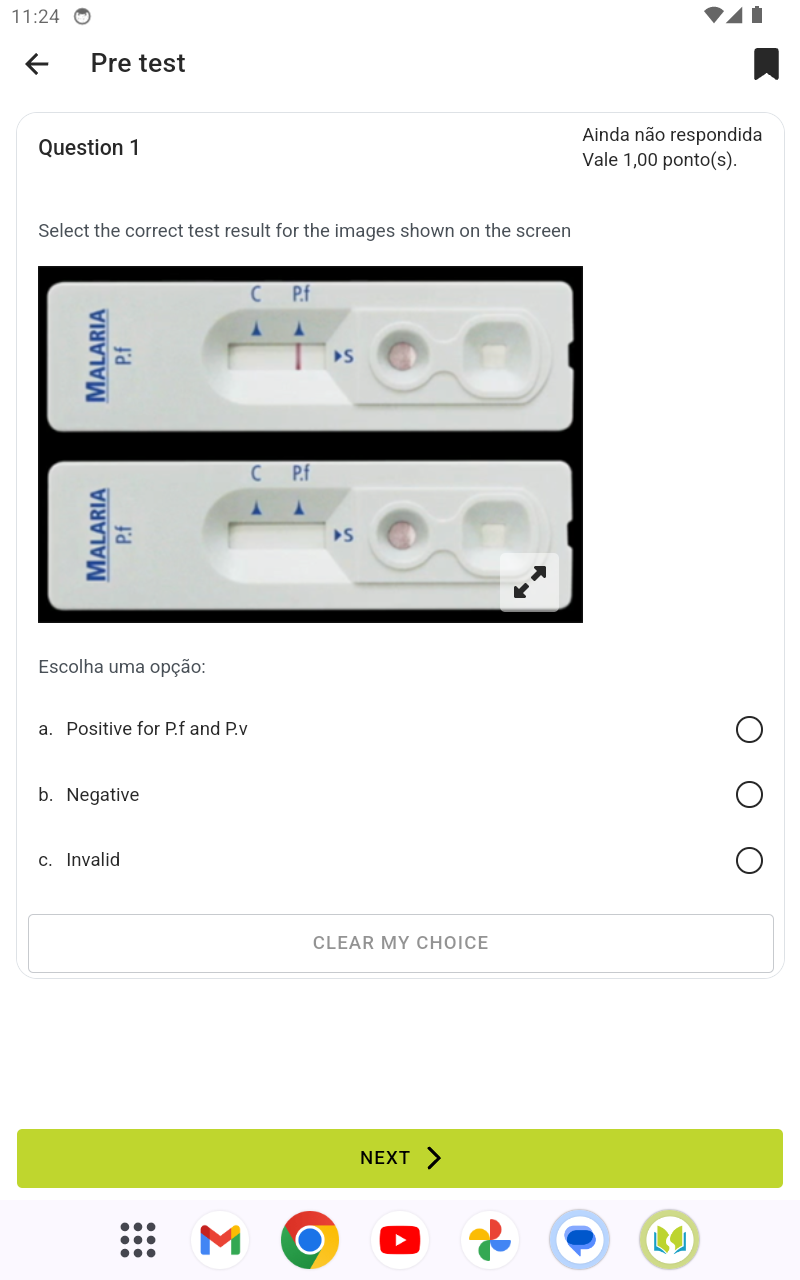 11:24
Pre test
Question 1
Ainda não respondida
Vale 1,00 ponto(s).
Select the correct test result for the images shown on the screen
C P.f
MALARIA
P.f
S
C P.f
MALARIA
P.f
S
Escolha uma opção:
a. Positive for P.f and P.v
b. Negative
c. Invalid
CLEAR MY CHOICE
NEXT